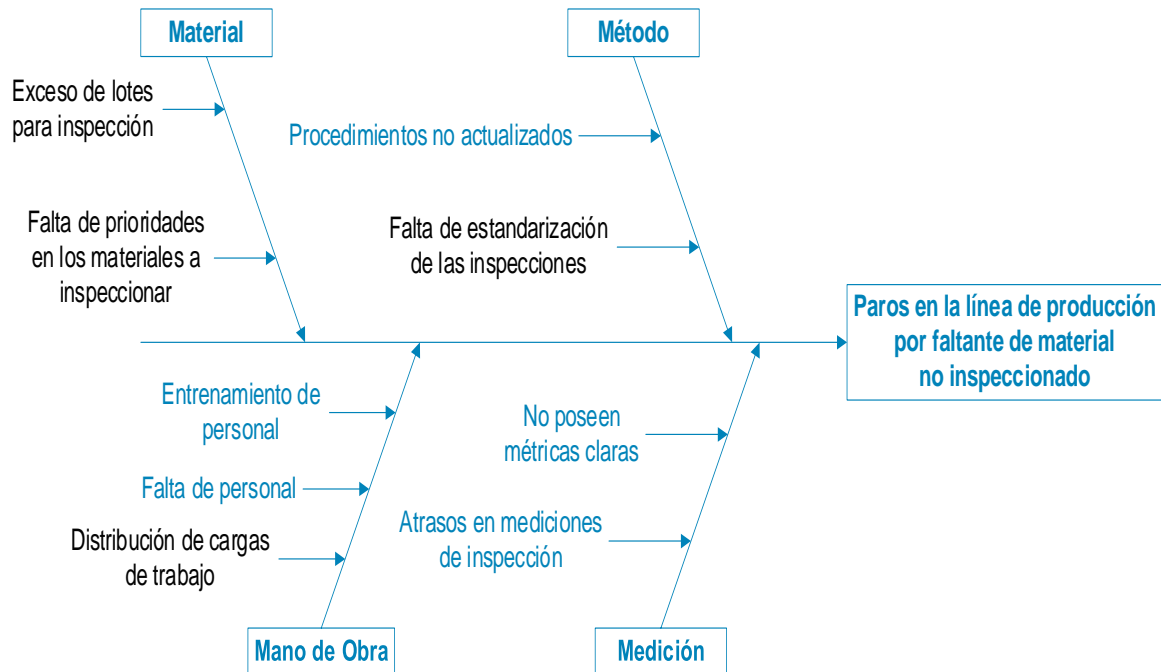 Material
Método
Exceso de lotes
para inspección
Procedimientos no actualizados
Falta de prioridades
en los materiales a
inspeccionar
Falta de estandarización
de las inspecciones
Paros en la línea de producción
por faltante de material
no inspeccionado
Entrenamiento de
personal
No poseen
métricas claras
Falta de personal
Atrasos en mediciones
de inspección
Distribución de cargas
de trabajo
Mano de Obra
Medición